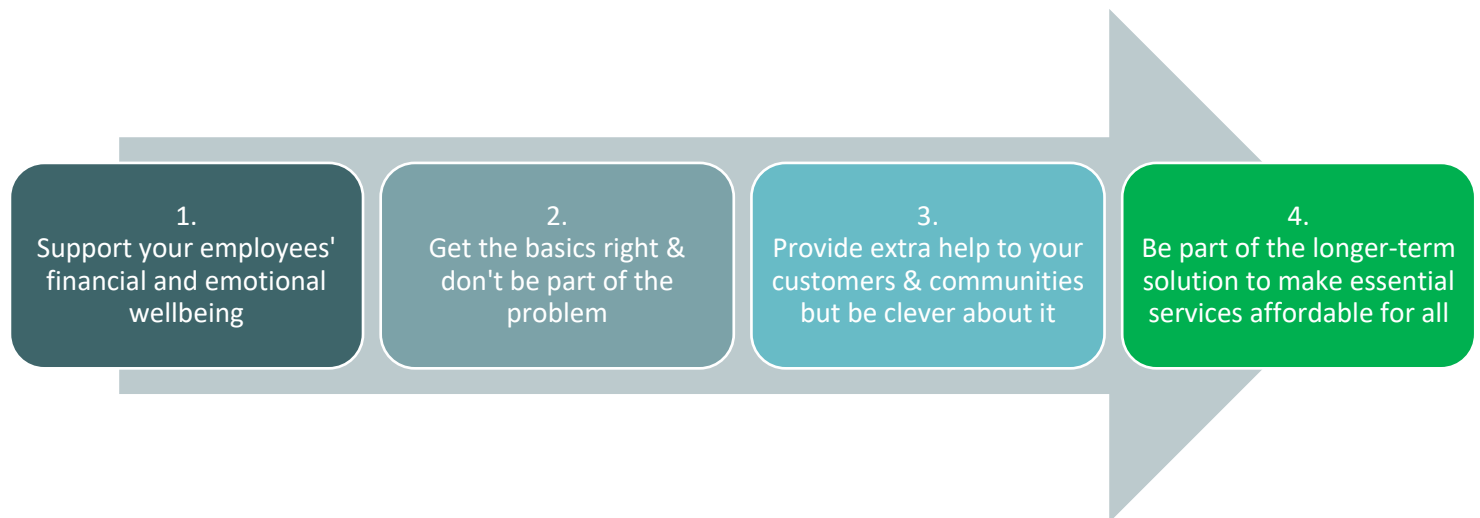 1.
Support your employees'
financial and emotional
wellbeing
2.
Get the basics right &
don't be part of the
problem
3.
Provide extra help to your
customers & communities
but be clever about it
4.
Be part of the longer-term
solution to make essential
services affordable for all